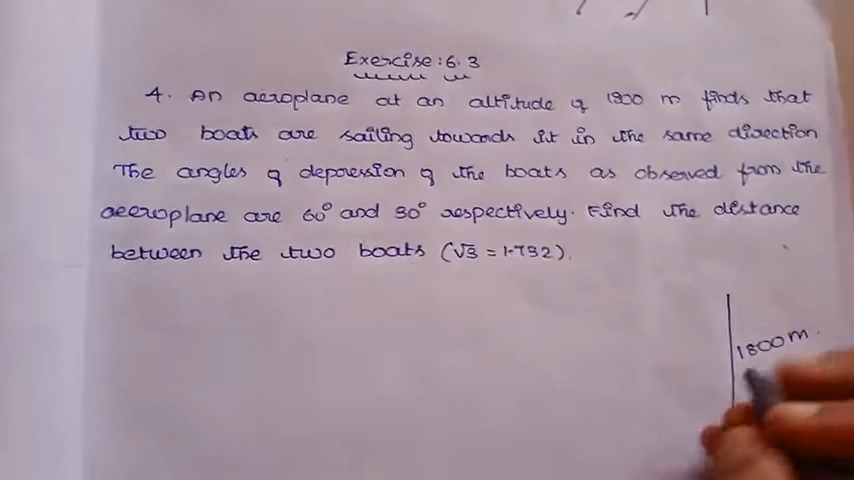 Exercise: 6.3
4. An aeroplane at an altitude of 1800 m finds that
two boats are sailing towards it in the same direction
The angles of depression of the boats as observed from the
aeeroplane are 60° and 30° respectively. Find the distance
between the two boats (√3 = 1.732).
1800m.